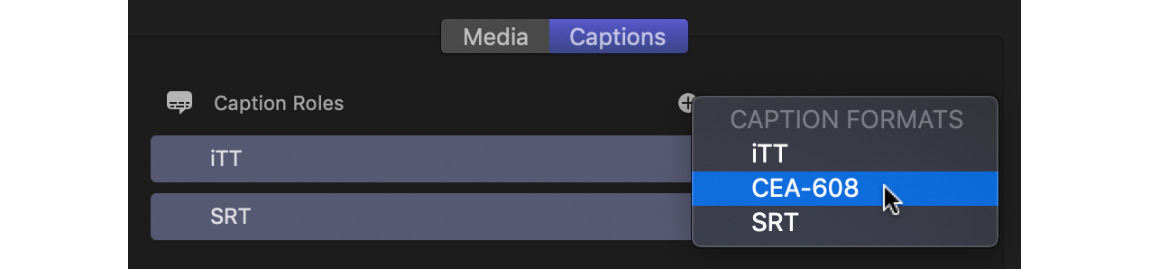 Media Captions
Caption Roles
CAPTION FORMATS
iTT
CEA-608
SRT
iTT
SRT